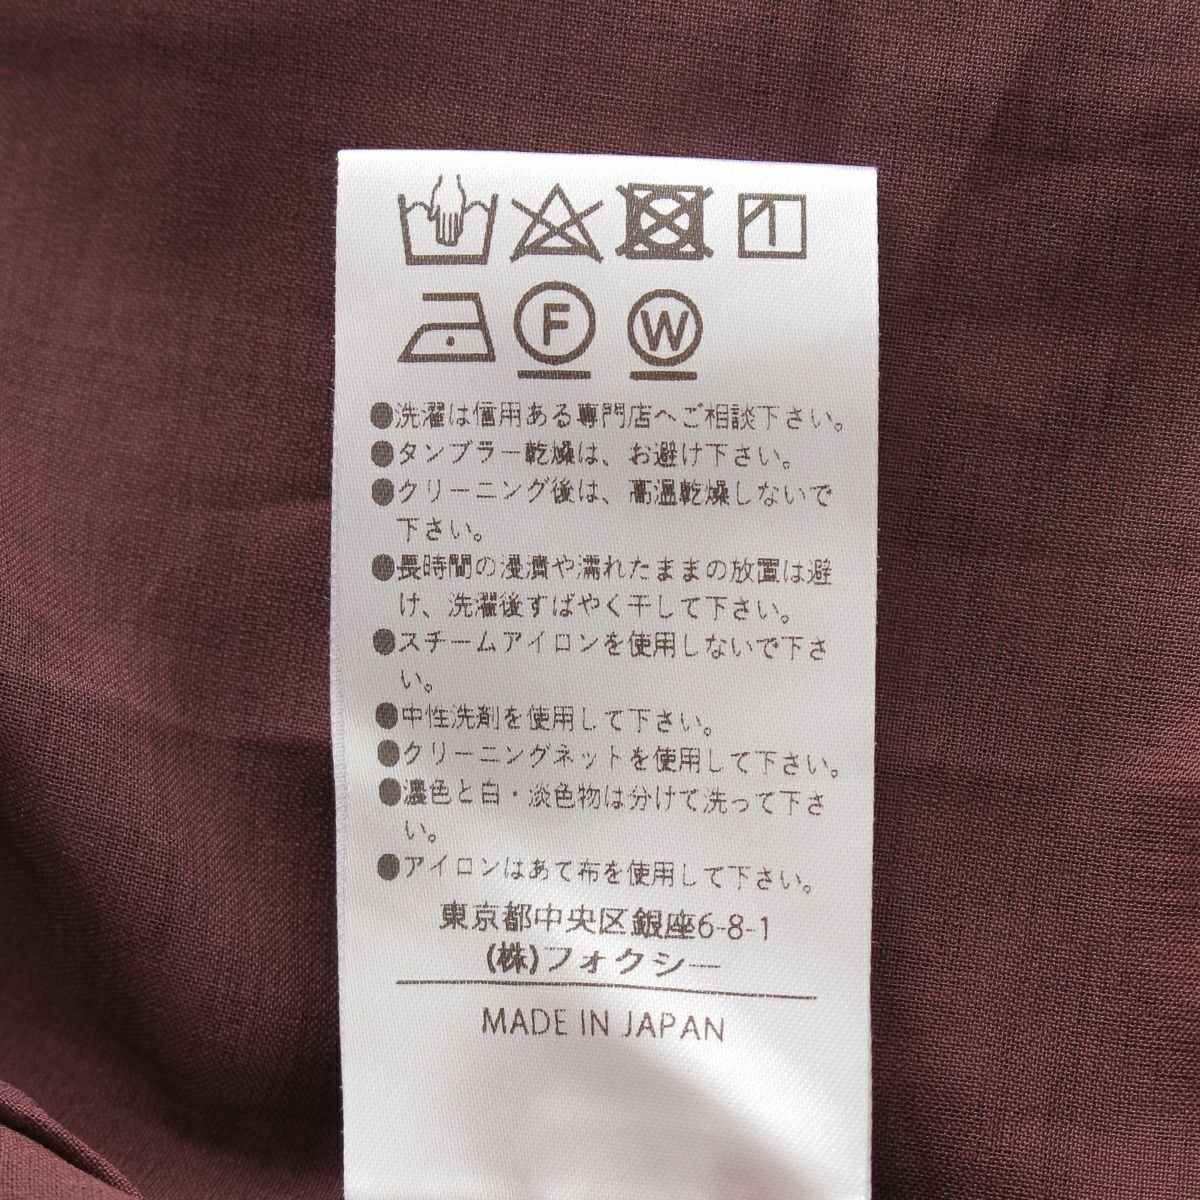 F W
●洗濯は信用ある専門店へご相談下さい。
●タンブラー乾燥は、お避け下さい。
●クリーニング後は、高温乾燥しないで
下さい。
●長時間の浸漬や濡れたままの放置は避
け、洗濯後すばやく干して下さい。
●スチームアイロンを使用しないで下さ
い。
●中性洗剤を使用して下さい。
●クリーニングネットを使用して下さい。
●濃色と白・淡色物は分けて洗って下さ
い。
●アイロンはあて布を使用して下さい。
東京都中央区銀座6-8-1
(株)フォクシー
MADE IN JAPAN